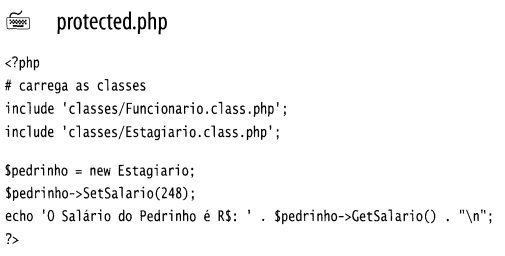 protected.php
<?php
# carrega as classes
include 'classes/Funcionario.class.php';
include 'classes/Estagiario.class.php';
$pedrinho = new Estagiario;
$pedrinho->SetSalario(248);
echo 'O Salário do Pedrinho é R$: ' . $pedrinho->GetSalario() . "\n";
?>